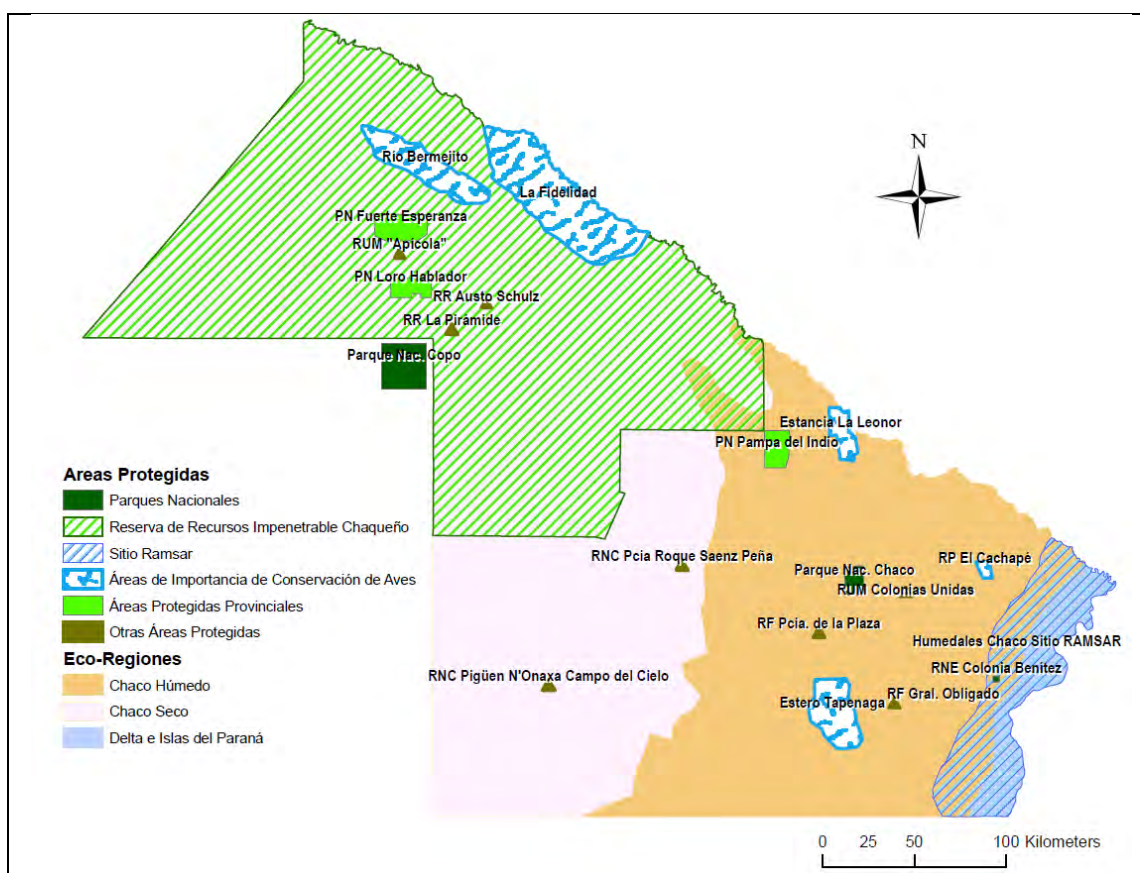 N
Río Bermejito
La Fidelidad
PN Fuerte Esperanza
RUM "Apícola"
PN Loro Hablador
RR Austo Schulz
RR La Pirámide
Parque Nac. Copo
Estancia La Leonor
PN Pampa del Indio
RNC Pcia Roque Saenz Peña
Parque Nac. Chaco
RP El Cachapé
RUM Colonias Unidas
RF Pcía. de la Plaza
Humedales Chaco Sitio RAMSAR
RNE Colonia Benítez
RNC Pigüen N'Onaxa Campo del Cielo
Estero Tapenaga
RF Gral. Obligado
Areas Protegidas
Parques Nacionales
Reserva de Recursos Impenetrable Chaqueño
Sitio Ramsar
Áreas de Importancia de Conservación de Aves
Áreas Protegidas Provinciales
Otras Áreas Protegidas
Eco-Regiones
Chaco Húmedo
Chaco Seco
Delta e Islas del Paraná
0 25 50 100 Kilometers